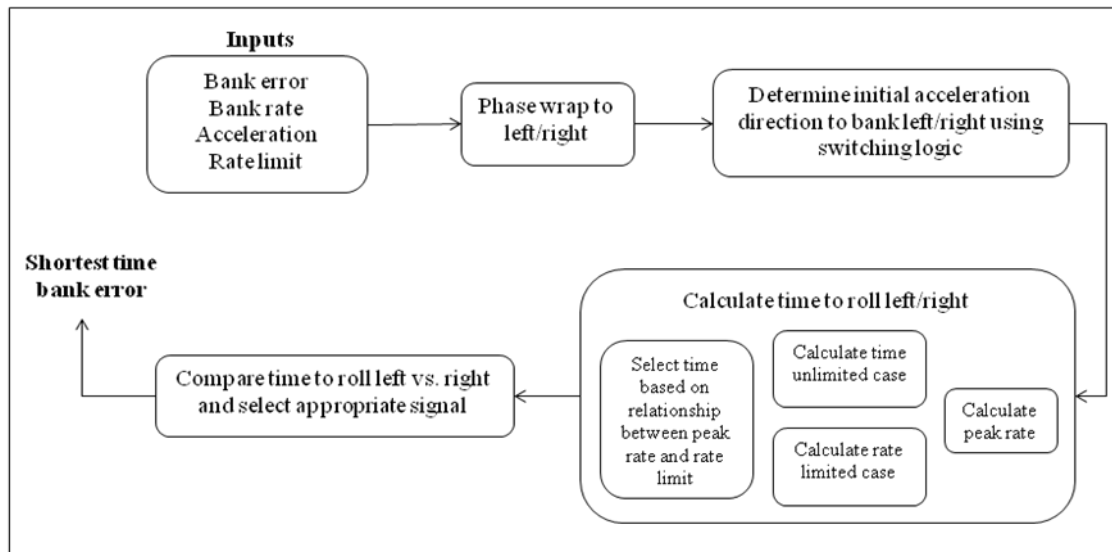 Inputs
Bank error
Bank rate
Acceleration
Rate limit
Phase wrap to
left/right
Determine initial acceleration
direction to bank left/right using
switching logic
Calculate time to roll left/right
Calculate
peak rate
Calculate time
unlimited case
Calculate rate
limited case
Select time
based on
relationship
between peak
rate and rate
limit
Compare time to roll left vs. right
and select appropriate signal
Shortest time
bank error